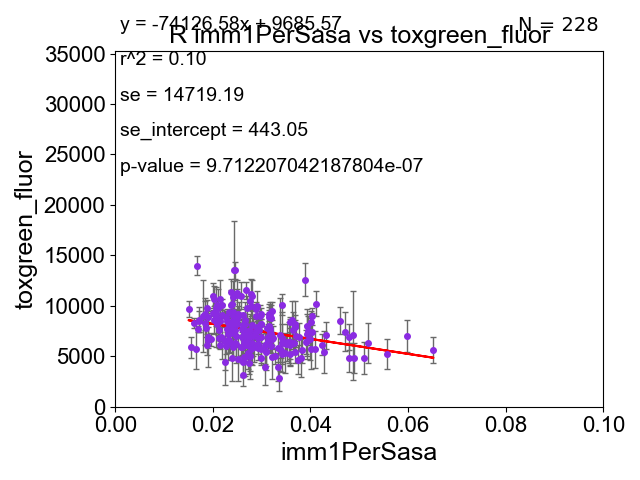 y = -74126.58x + 9685.57
N = 228
R imm1PerSasa vs toxgreen_fluor
r^2 = 0.10
se = 14719.19
se_intercept = 443.05
p-value = 9.712207042187804e-07
35000
30000
25000
20000
15000
10000
5000
0
toxgreen_fluor
0.00 0.02 0.04 0.06 0.08 0.10
imm1PerSasa